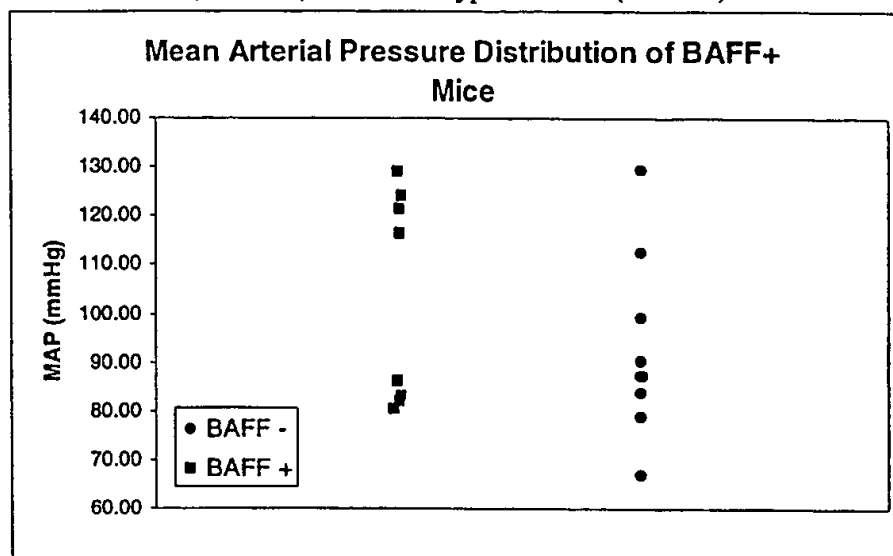 Mean Arterial Pressure Distribution of BAFF+
Mice
140.00
130.00
120.00
110.00
100.00
90.00
80.00
70.00
60.00
MAP (mmHg)
BAFF -
BAFF +